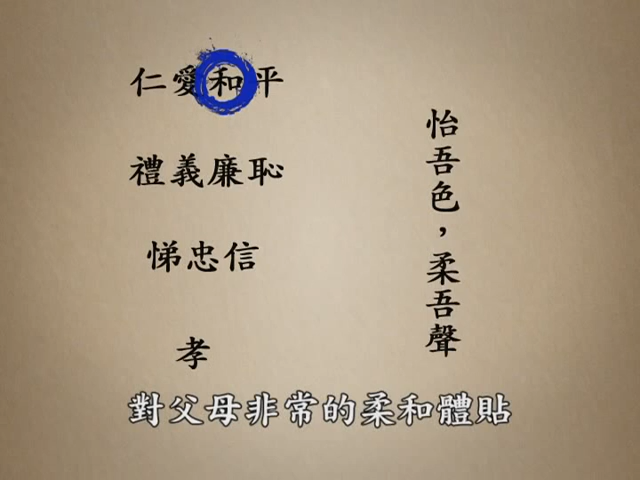 仁愛和平
禮義廉恥
悌忠信
孝
怡吾色，柔吾聲
對父母非常的柔和體貼